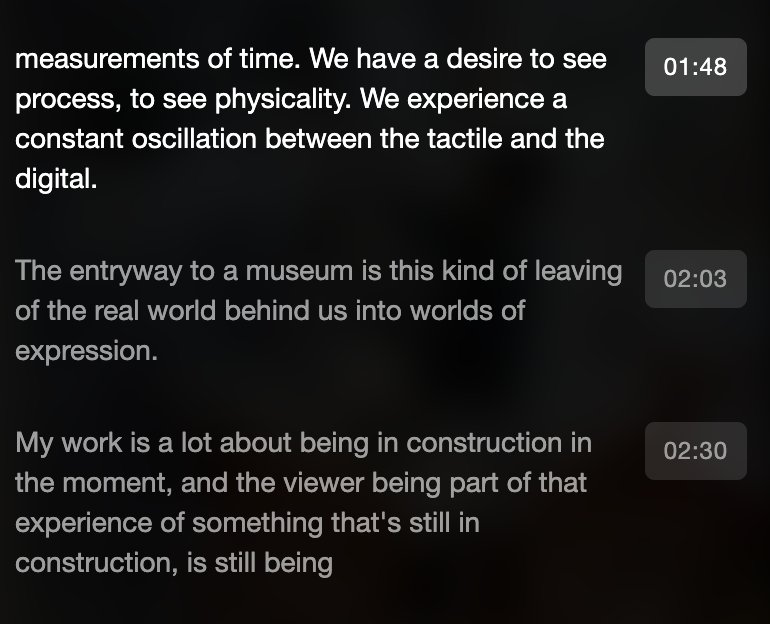 measurements of time. We have a desire to see
01:48
process, to see physicality. We experience a
constant oscillation between the tactile and the
digital.
The entryway to a museum is this kind of leaving
02:03
of the real world behind us into worlds of
expression.
My work is a lot about being in construction in
02:30
the moment, and the viewer being part of that
experience of something that's still in
construction, is still being